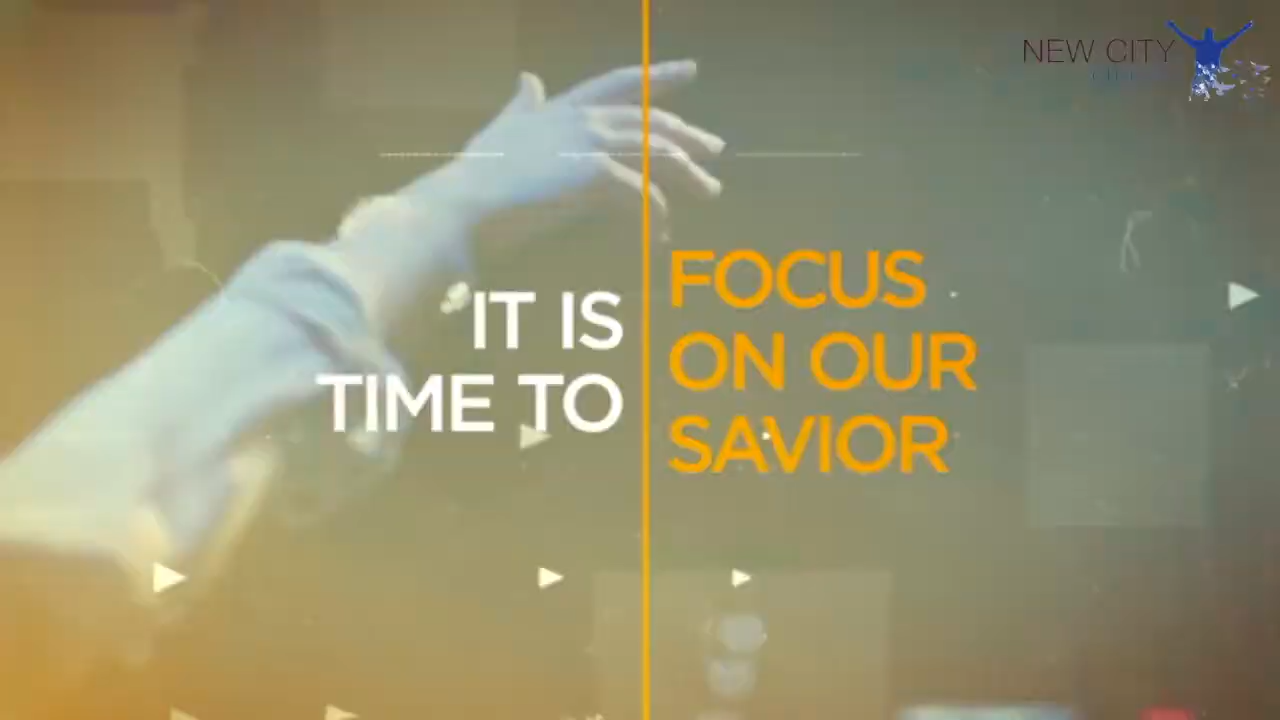 NEW CITY
IT IS
TIME TO
FOCUS
ON OUR
SAVIOR